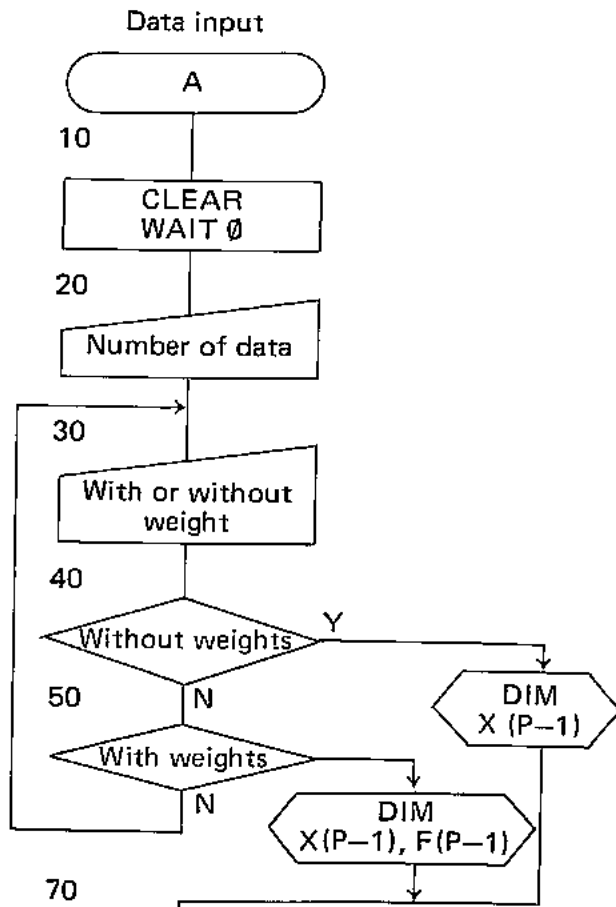 Data input
A
10
CLEAR
WAIT Ø
20
Number of data
30
With or without
weight
40
Without weights
Y
DIM
X (P–1)
50
N
With weights
N
DIM
X(P–1), F(P–1)
70